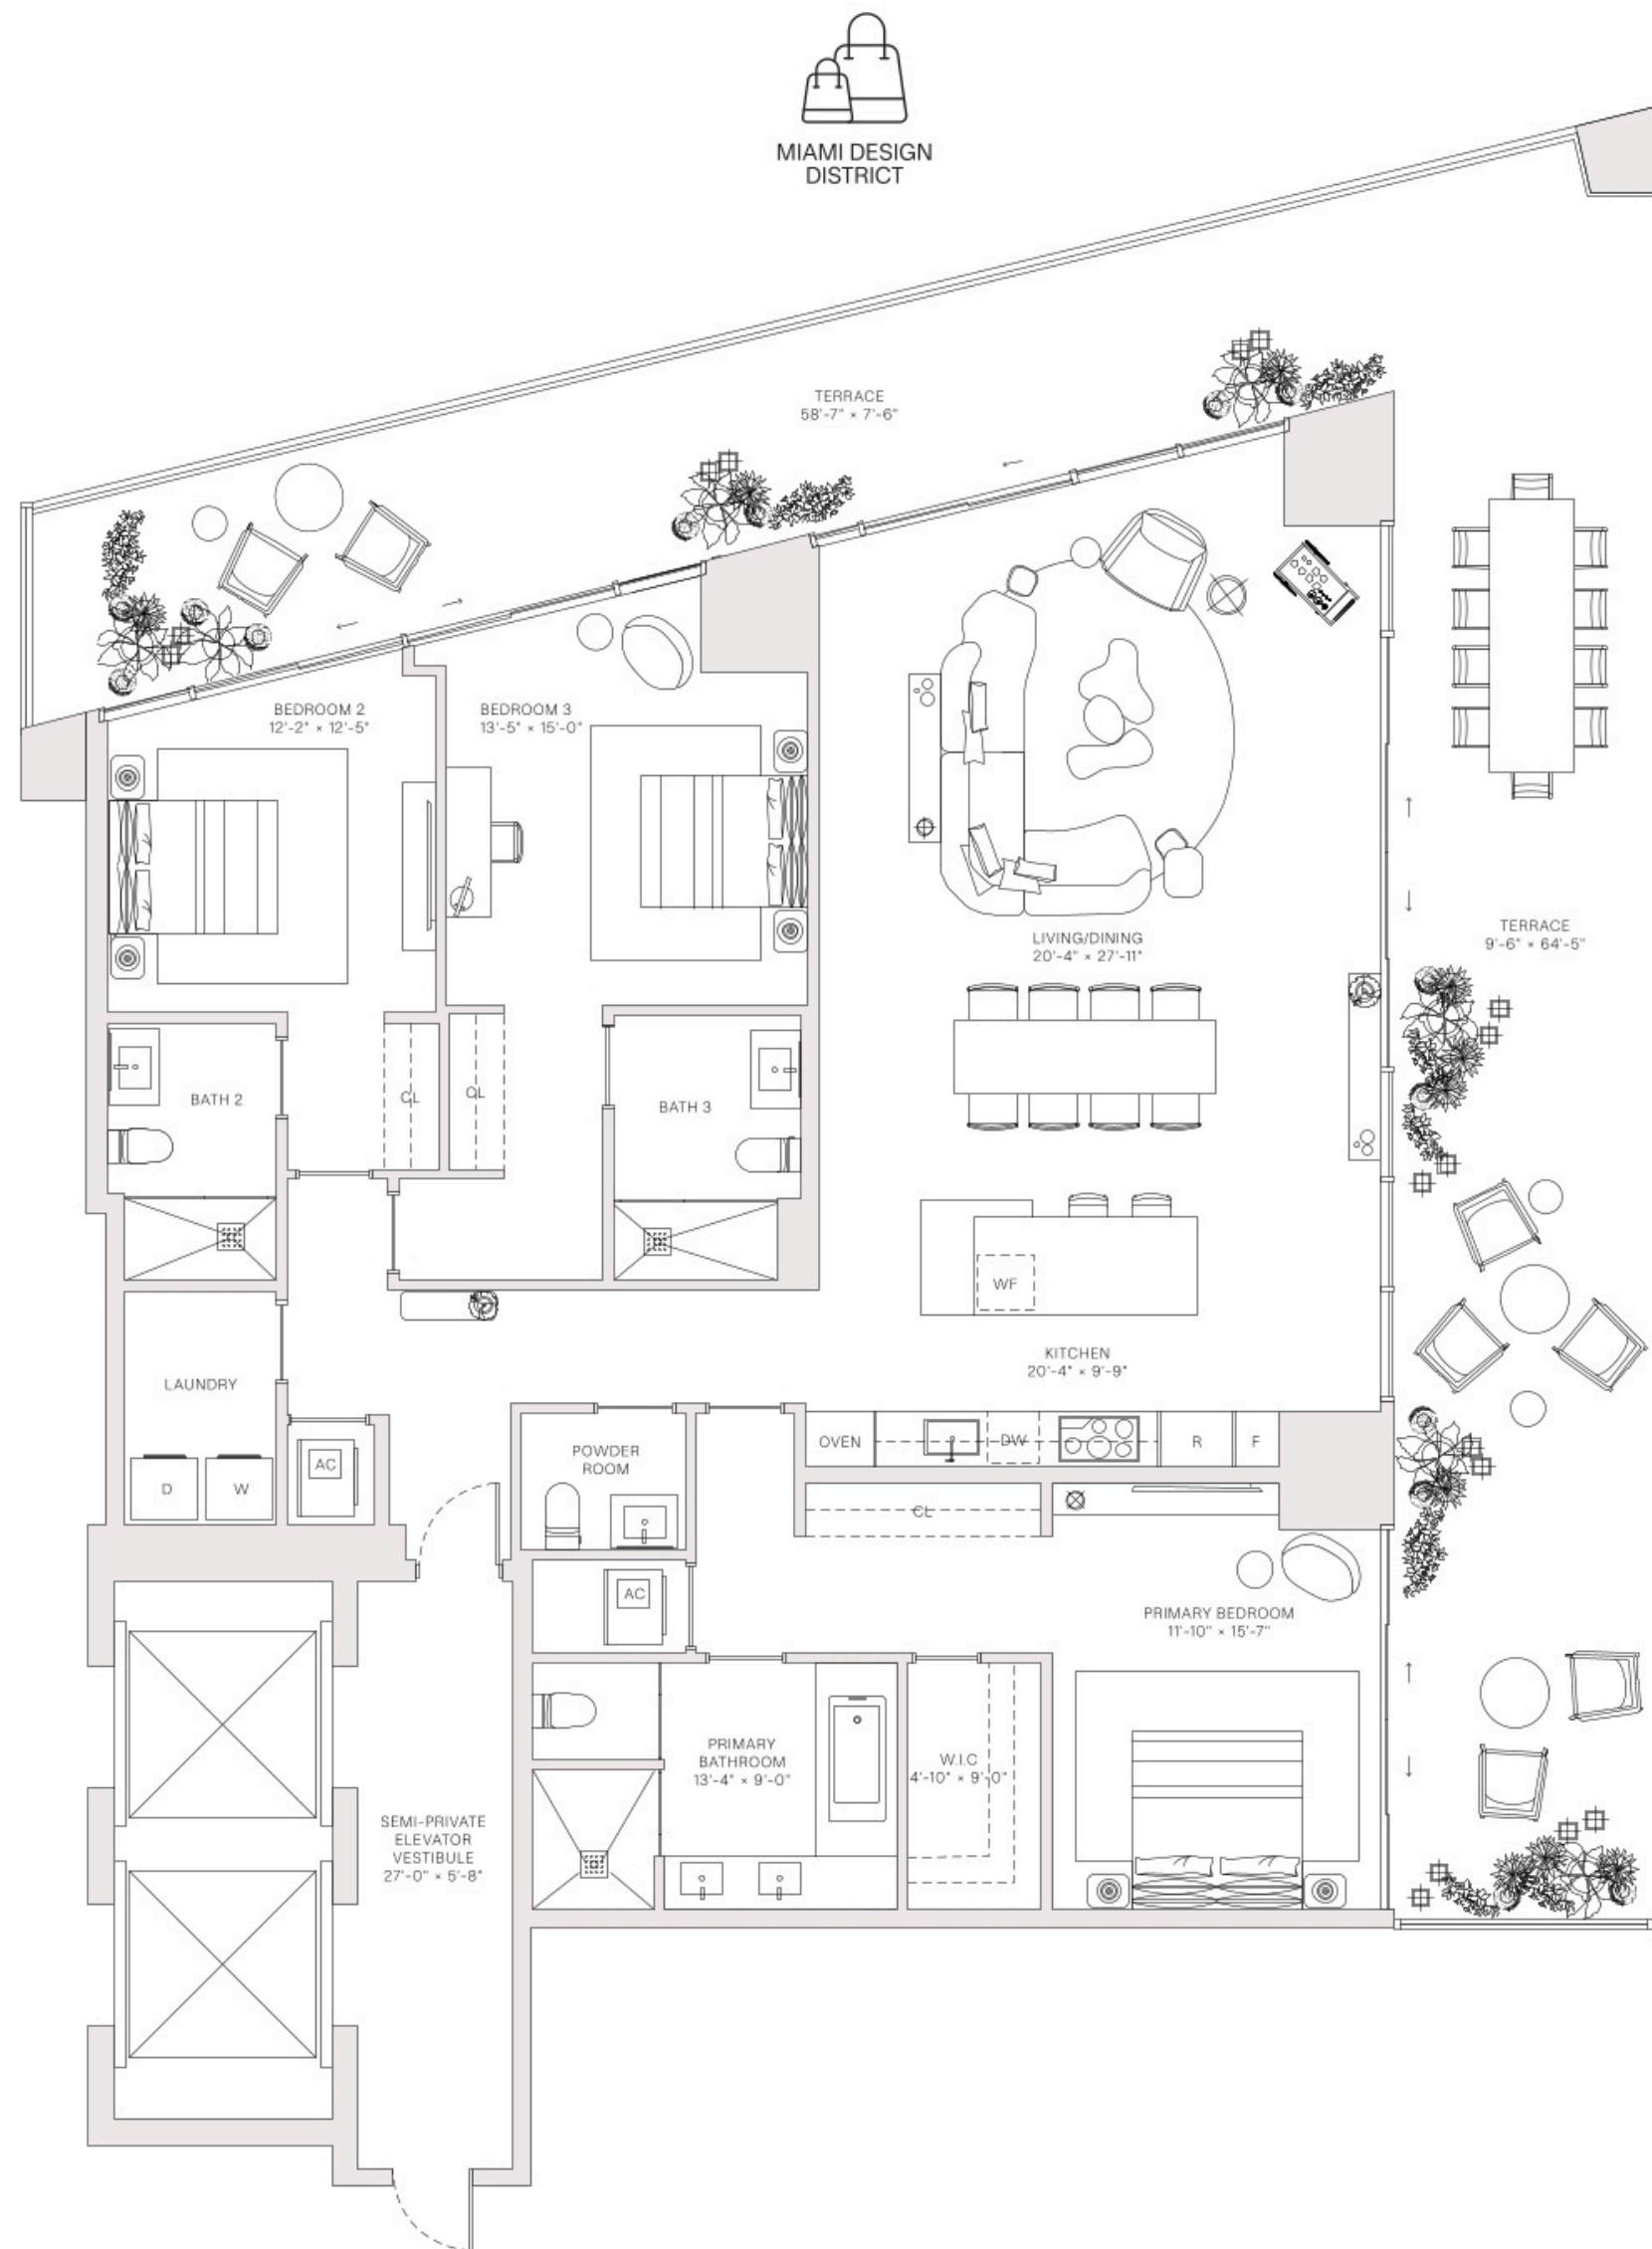 MIAMI DESIGN
DISTRICT
TERRACE
58'-7" × 7'-6"
BEDROOM 2
12'-2" × 12'-5"
BEDROOM 3
13'-5" × 15'-0"
LIVING/DINING
20'-4" × 27'-11"
TERRACE
9'-6" × 64'-5"
BATH 2
CL
CL
BATH 3
WF
KITCHEN
20'-4" × 9'-9"
LAUNDRY
D
W
AC
POWDER
ROOM
OVEN
DW
R
F
CL
AC
PRIMARY BEDROOM
11'-10" × 15'-7"
PRIMARY
BATHROOM
13'-4" × 9'-0"
W.I.C
4'-10" × 9'-0"
SEMI-PRIVATE
ELEVATOR
VESTIBULE
27'-0" × 5'-8"